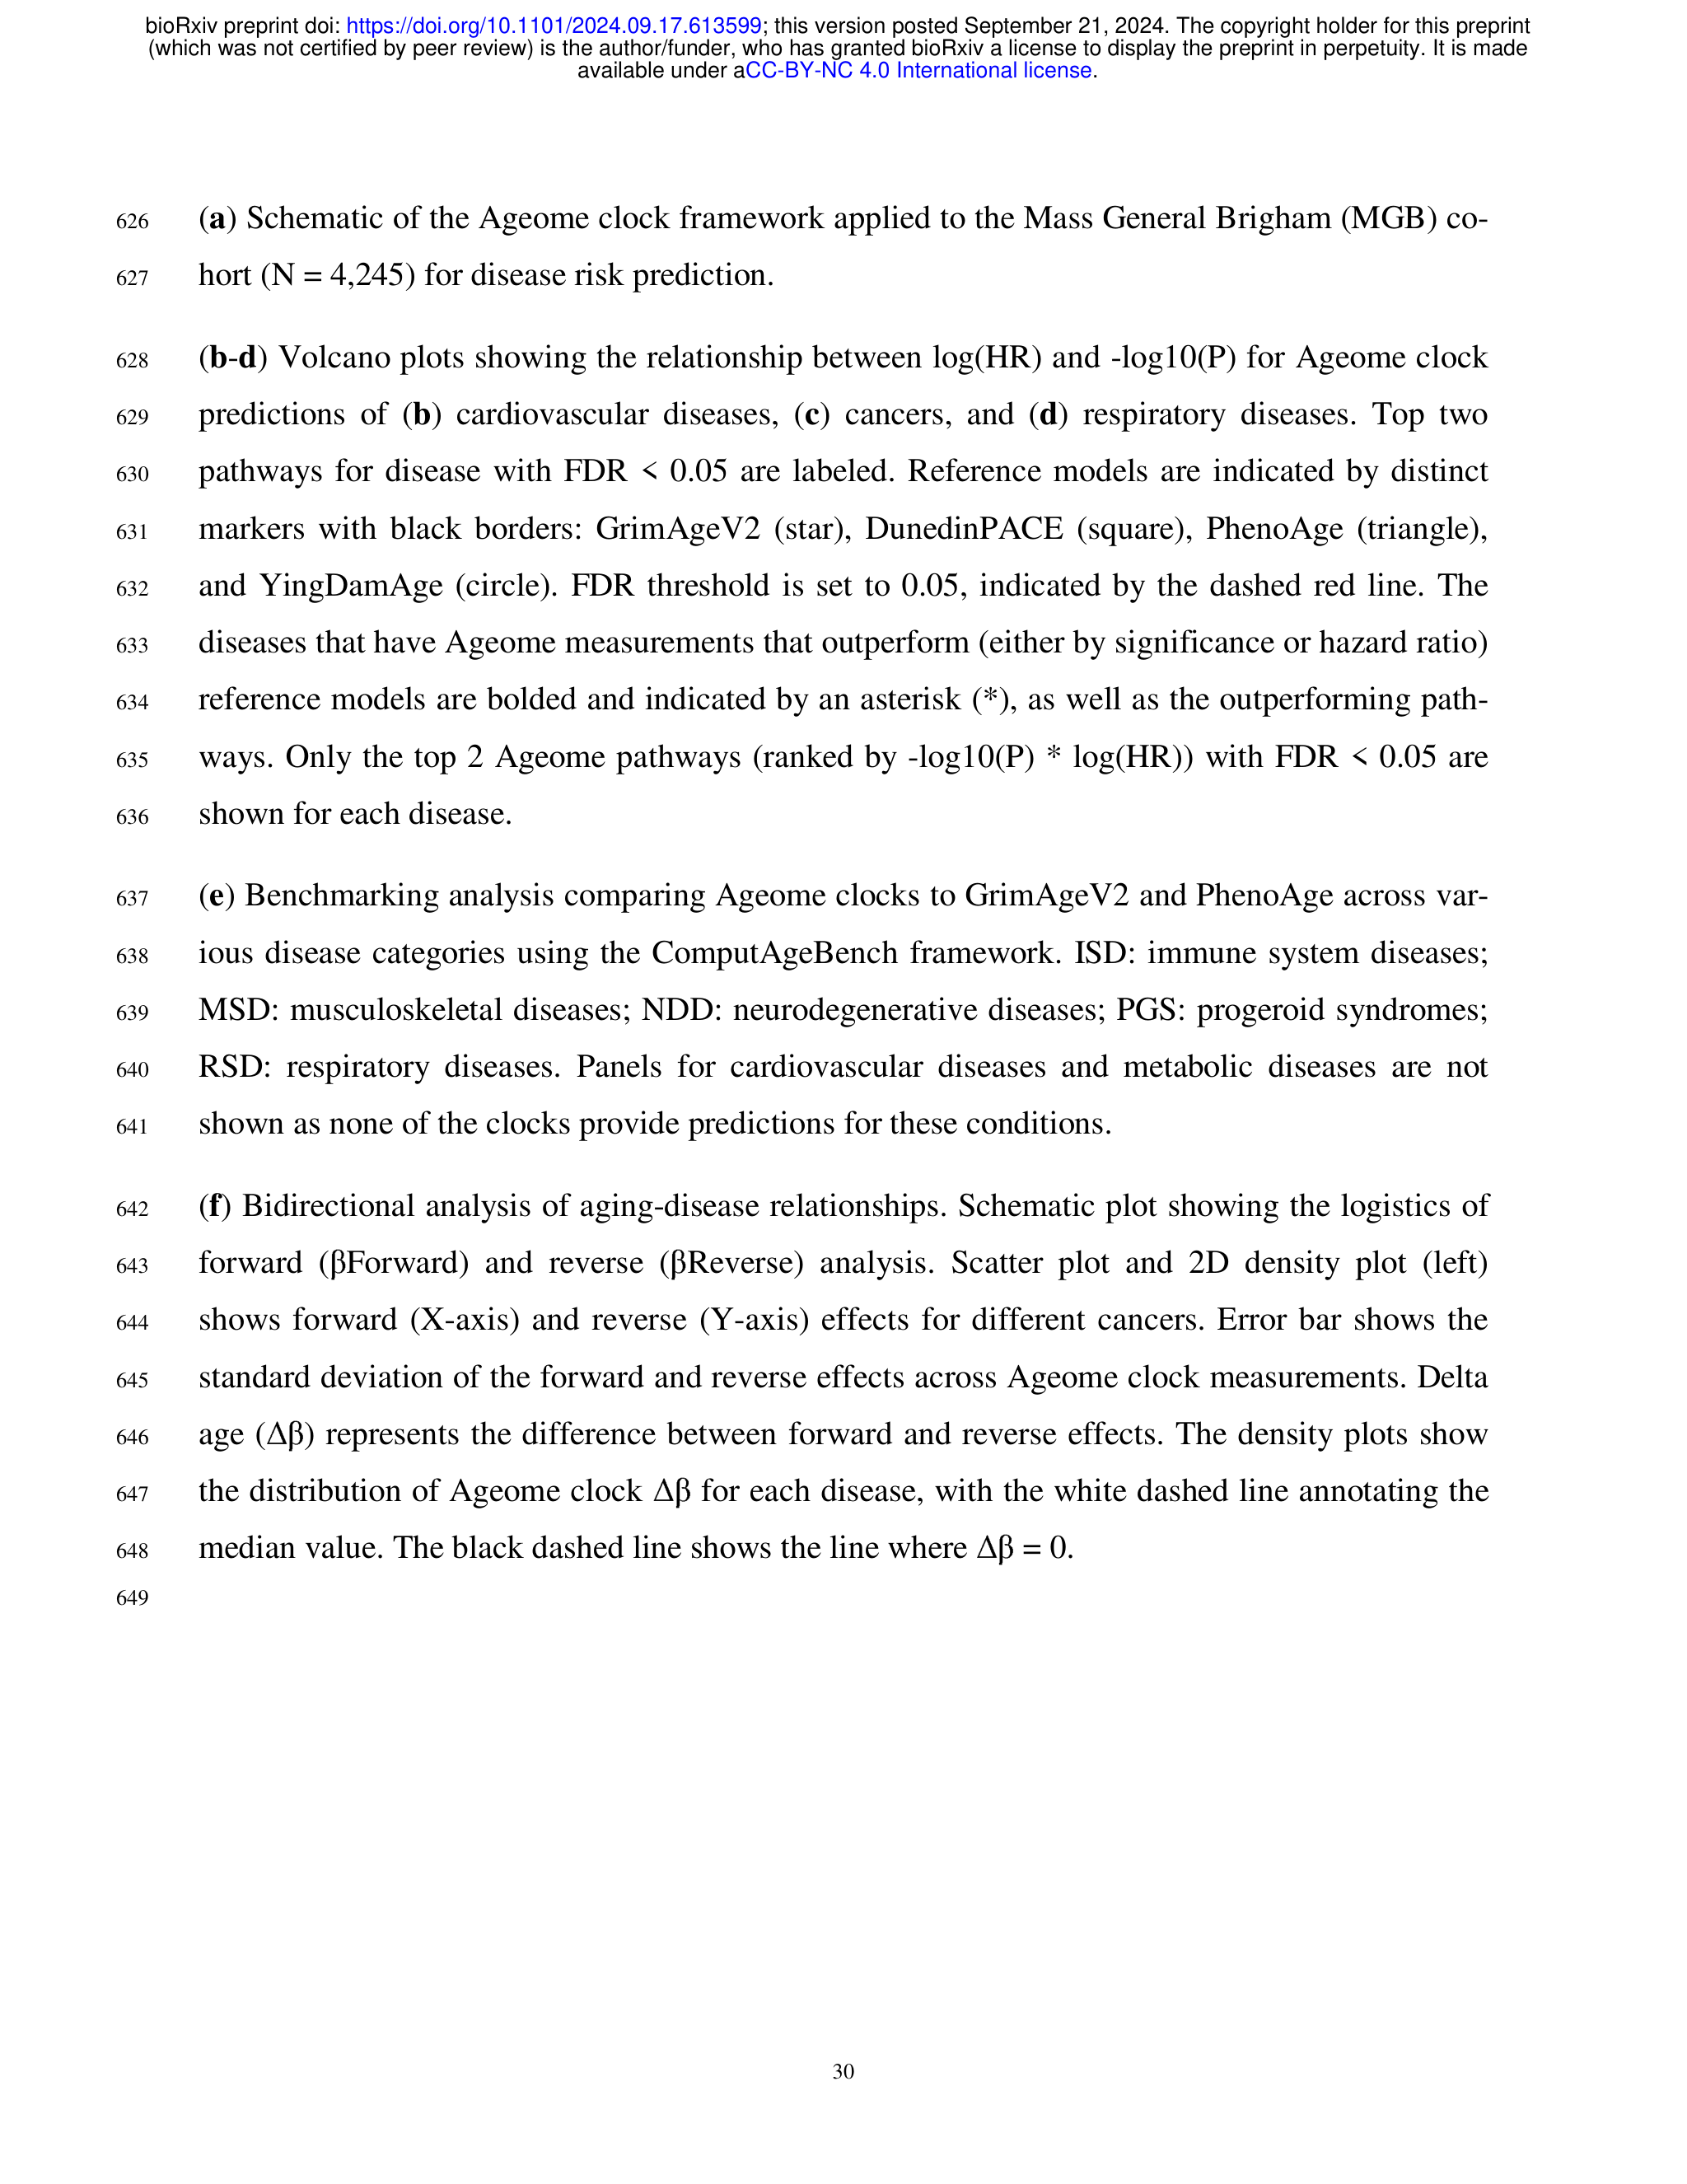 bioRxiv preprint doi: https://doi.org/10.1101/2024.09.17.613599; this version posted September 21, 2024. The copyright holder for this preprint
(which was not certified by peer review) is the author/funder, who has granted bioRxiv a license to display the preprint in perpetuity. It is made
available under aCC-BY-NC 4.0 International license.
626 (a) Schematic of the Ageome clock framework applied to the Mass General Brigham (MGB) co-
627 hort (N = 4,245) for disease risk prediction.
628 (b-d) Volcano plots showing the relationship between log(HR) and -log10(P) for Ageome clock
629 predictions of (b) cardiovascular diseases, (c) cancers, and (d) respiratory diseases. Top two
630 pathways for disease with FDR < 0.05 are labeled. Reference models are indicated by distinct
631 markers with black borders: GrimAgeV2 (star), DunedinPACE (square), PhenoAge (triangle),
632 and YingDamAge (circle). FDR threshold is set to 0.05, indicated by the dashed red line. The
633 diseases that have Ageome measurements that outperform (either by significance or hazard ratio)
634 reference models are bolded and indicated by an asterisk (*), as well as the outperforming path-
635 ways. Only the top 2 Ageome pathways (ranked by -log10(P) * log(HR)) with FDR < 0.05 are
636 shown for each disease.
637 (e) Benchmarking analysis comparing Ageome clocks to GrimAgeV2 and PhenoAge across var-
638 ious disease categories using the ComputAgeBench framework. ISD: immune system diseases;
639 MSD: musculoskeletal diseases; NDD: neurodegenerative diseases; PGS: progeroid syndromes;
640 RSD: respiratory diseases. Panels for cardiovascular diseases and metabolic diseases are not
641 shown as none of the clocks provide predictions for these conditions.
642 (f) Bidirectional analysis of aging-disease relationships. Schematic plot showing the logistics of
643 forward (βForward) and reverse (βReverse) analysis. Scatter plot and 2D density plot (left)
644 shows forward (X-axis) and reverse (Y-axis) effects for different cancers. Error bar shows the
645 standard deviation of the forward and reverse effects across Ageome clock measurements. Delta
646 age (Δβ) represents the difference between forward and reverse effects. The density plots show
647 the distribution of Ageome clock Δβ for each disease, with the white dashed line annotating the
648 median value. The black dashed line shows the line where Δβ = 0.
649
30